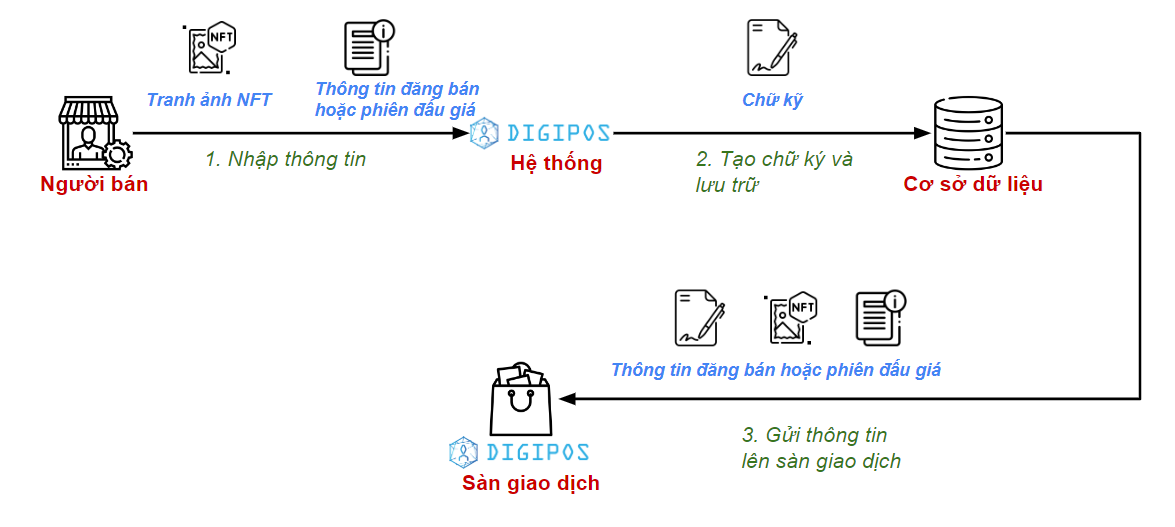 NFT
Tranh ảnh NFT
Thông tin đăng bán
hoặc phiên đấu giá
Chữ ký
DIGIPOS
1. Nhập thông tin
Hệ thống
2. Tạo chữ ký và
lưu trữ
Người bán
Cơ sở dữ liệu
NFT
Thông tin đăng bán hoặc phiên đấu giá
3. Gửi thông tin
lên sàn giao dịch
DIGIPOS
Sàn giao dịch